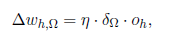 Δw_{h,Ω} = η · δ_Ω · o_h,